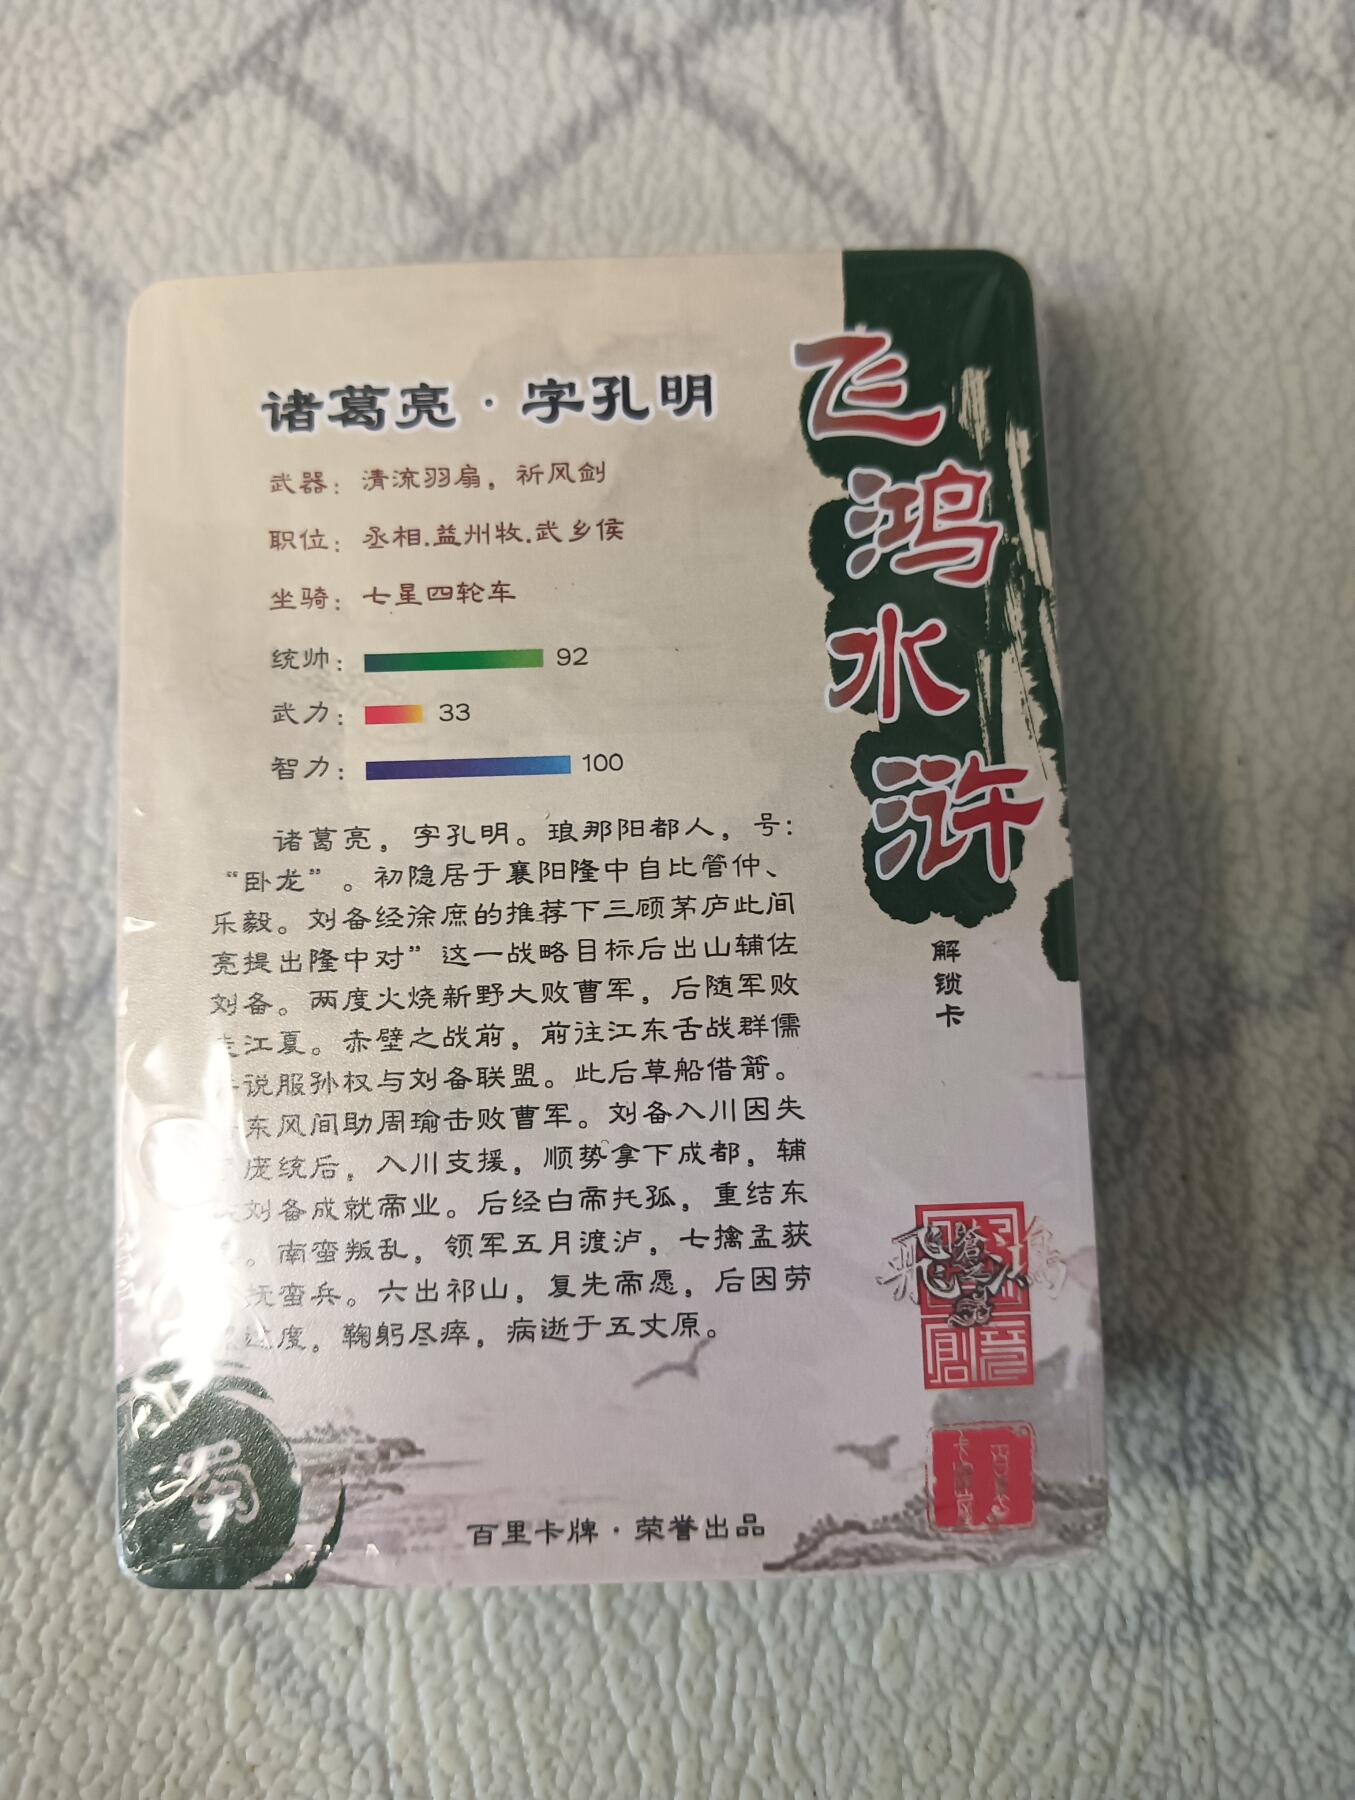 诸葛亮·字孔明
武器：清流羽扇，祈风剑
职位：丞相.益州牧.武乡侯
坐骑：七星四轮车
统帅：92
武力：33
智力：100
诸葛亮，字孔明。琅那阳都人，号：
“卧龙”。初隐居于襄阳隆中自比管仲、
乐毅。刘备经徐庶的推荐下三顾茅庐此间
亮提出隆中对”这一战略目标后出山辅佐
刘备。两度火烧新野大败曹军，后随军败
江夏。赤壁之战前，前往江东舌战群儒
说服孙权与刘备联盟。此后草船借箭。
东风间助周瑜击败曹军。刘备入川因失
庞统后，入川支援，顺势拿下成都，辅
刘备成就帝业。后经白帝托孤，重结东
。南蛮叛乱，领军五月渡泸，七擒孟获
抚蛮兵。六出祁山，复先帝愿，后因劳
过度。鞠躬尽瘁，病逝于五丈原。
飞鸿水浒
解锁卡
蜀
百里卡牌·荣誉出品